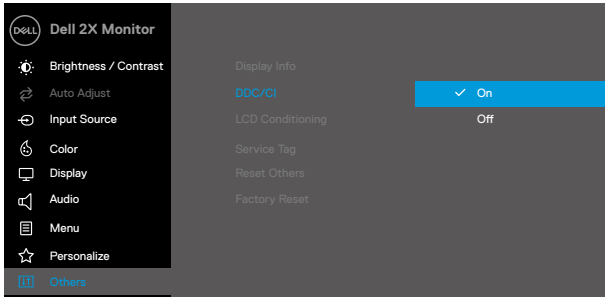 DELL
Dell 2X Monitor
Brightness / Contrast
Auto Adjust
Input Source
Color
Display
Audio
Menu
Personalize
Others
Display Info
DDC/CI
LCD Conditioning
Service Tag
Reset Others
Factory Reset
On
Off